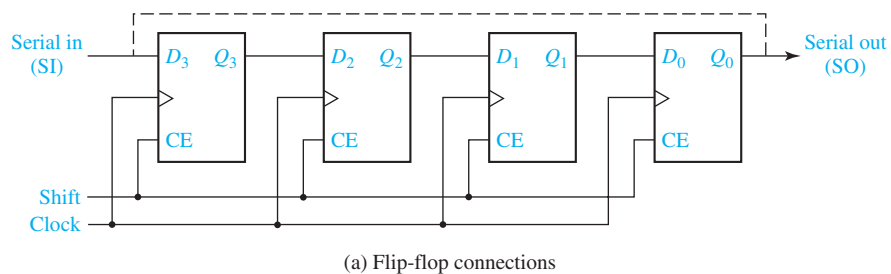 Serial in
(SI)
D₃ Q₃ D₂ Q₂ D₁ Q₁ D₀ Q₀
Serial out
(SO)
CE CE CE CE
Shift
Clock
(a) Flip-flop connections